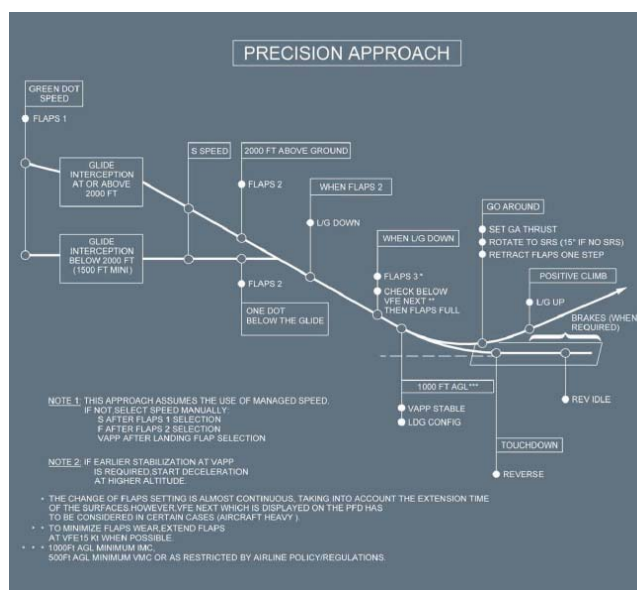 PRECISION APPROACH
GREEN DOT
SPEED
FLAPS 1
GLIDE
INTERCEPTION
AT OR ABOVE
2000 FT
S SPEED
2000 FT ABOVE GROUND
FLAPS 2
WHEN FLAPS 2
L/G DOWN
GLIDE
INTERCEPTION
BELOW 2000 FT
(1500 FT MINI)
FLAPS 2
ONE DOT
BELOW THE GLIDE
WHEN L/G DOWN
FLAPS 3 *
CHECK BELOW
VFE NEXT **
THEN FLAPS FULL
GO AROUND
SET GA THRUST
ROTATE TO SRS (15° IF NO SRS)
RETRACT FLAPS ONE STEP
POSITIVE CLIMB
L/G UP
BRAKES (WHEN
REQUIRED)
1000 FT AGL***
VAPP STABLE
LDG CONFIG
REV IDLE
TOUCHDOWN
REVERSE
NOTE 1: THIS APPROACH ASSUMES THE USE OF MANAGED SPEED.
IF NOT,SELECT SPEED MANUALLY:
S AFTER FLAPS 1 SELECTION
F AFTER FLAPS 2 SELECTION
VAPP AFTER LANDING FLAP SELECTION
NOTE 2: IF EARLIER STABILIZATION AT VAPP
IS REQUIRED,START DECELERATION
AT HIGHER ALTITUDE.
* THE CHANGE OF FLAPS SETTING IS ALMOST CONTINUOUS, TAKING INTO ACCOUNT THE EXTENSION TIME
OF THE SURFACES.HOWEVER,VFE NEXT WHICH IS DISPLAYED ON THE PFD HAS
TO BE CONSIDERED IN CERTAIN CASES (AIRCRAFT HEAVY ).
* * TO MINIMIZE FLAPS WEAR,EXTEND FLAPS
AT VFE15 Kt WHEN POSSIBLE.
* * * 1000Ft AGL MINIMUM IMC,
500Ft AGL MINIMUM VMC OR AS RESTRICTED BY AIRLINE POLICY/REGULATIONS.